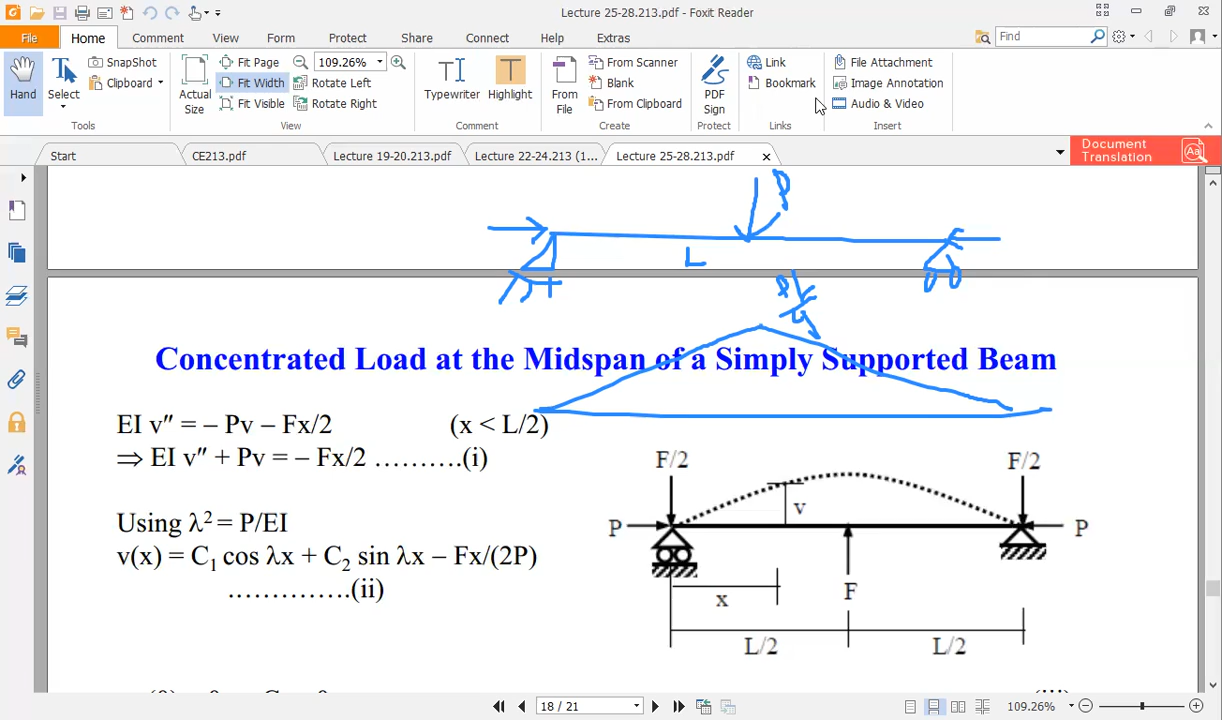 Lecture 25-28.213.pdf - Foxit Reader
File Home Comment View Form Protect Share Connect Help Extras Find
Hand Select SnapShot Clipboard Actual Size Fit Page Fit Width Fit Visible 109.26% Rotate Left Rotate Right Typewriter Highlight From File From Scanner Blank From Clipboard PDF Sign Link Bookmark File Attachment Image Annotation Audio & Video
Tools View Comment Create Protect Links Insert
Start CE213.pdf Lecture 19-20.213.pdf Lecture 22-24.213 (1... Lecture 25-28.213.pdf Document Translation
P
L
Concentrated Load at the Midspan of a Simply Supported Beam
EI v″ = – Pv – Fx/2 (x < L/2)
⇒ EI v″ + Pv = – Fx/2 ……….(i)
Using λ² = P/EI
v(x) = C₁ cos λx + C₂ sin λx – Fx/(2P)
………….(ii)
F/2 F/2
v
P P
x F
L/2 L/2
18 / 21 109.26%